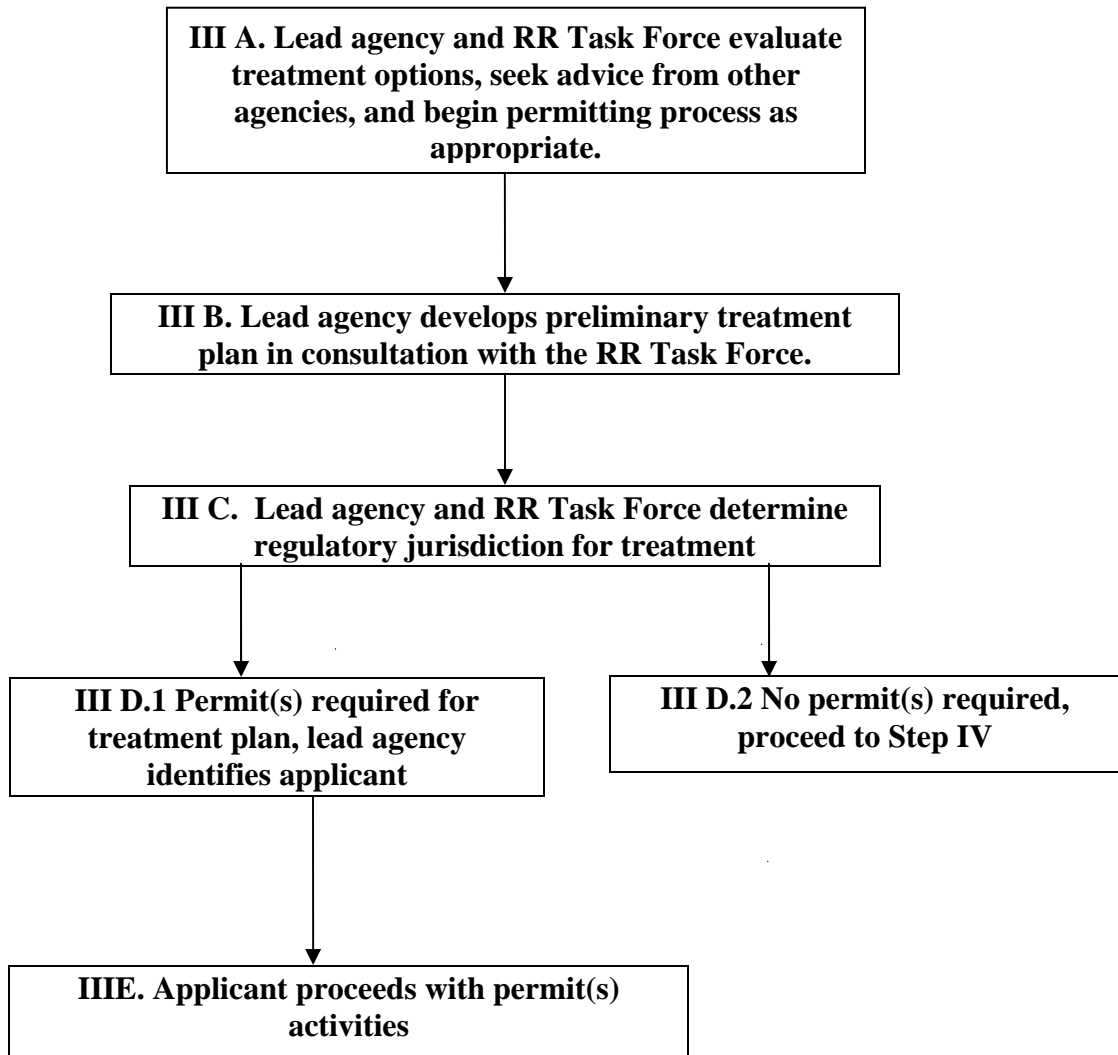 III A. Lead agency and RR Task Force evaluate
treatment options, seek advice from other
agencies, and begin permitting process as
appropriate.
III B. Lead agency develops preliminary treatment
plan in consultation with the RR Task Force.
III C.  Lead agency and RR Task Force determine
regulatory jurisdiction for treatment
III D.1 Permit(s) required for
treatment plan, lead agency
identifies applicant
III D.2 No permit(s) required,
proceed to Step IV
IIIE. Applicant proceeds with permit(s)
activities